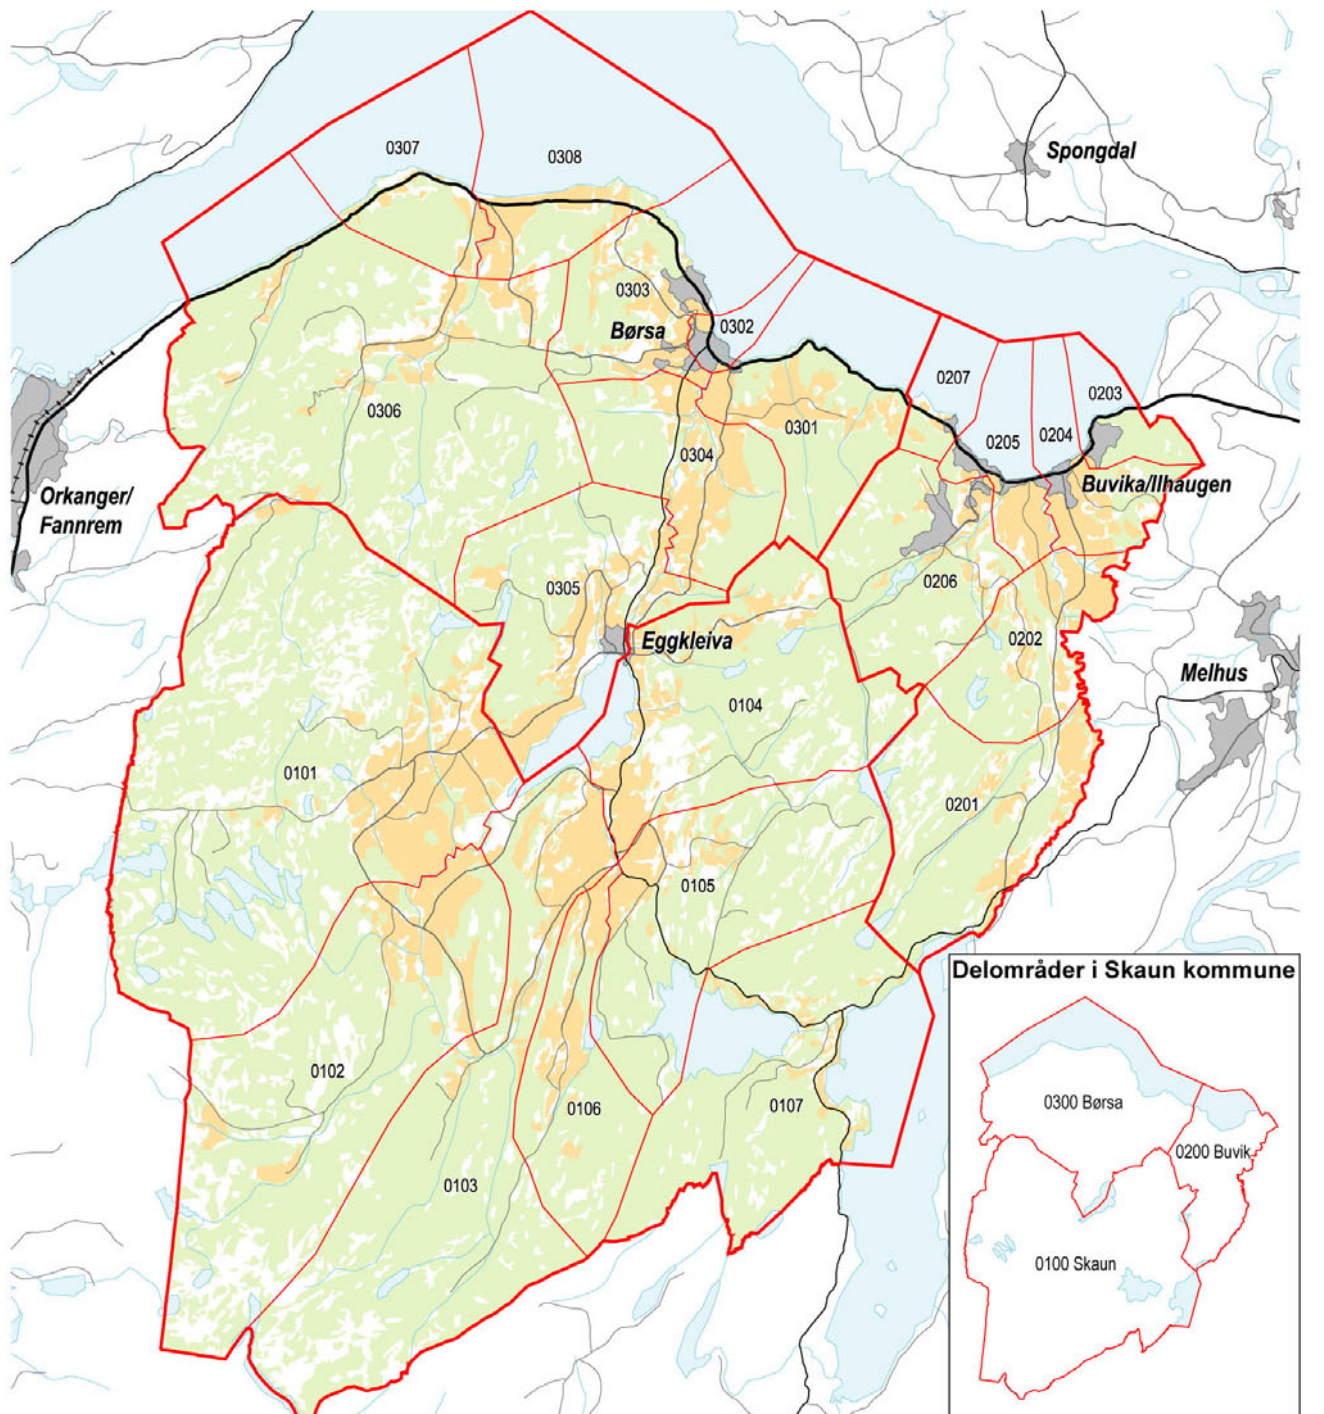 0307
0308
Spongdal
0303
Børsa
0302
0207
0203
0306
0301
0205
0204
0304
Orkanger/
Fannrem
Buvika/Ilhaugen
0305
0206
Eggkleiva
0202
Melhus
0104
0101
0201
0105
Delområder i Skaun kommune
0102
0106
0107
0300 Børsa
0200 Buvik
0103
0100 Skaun